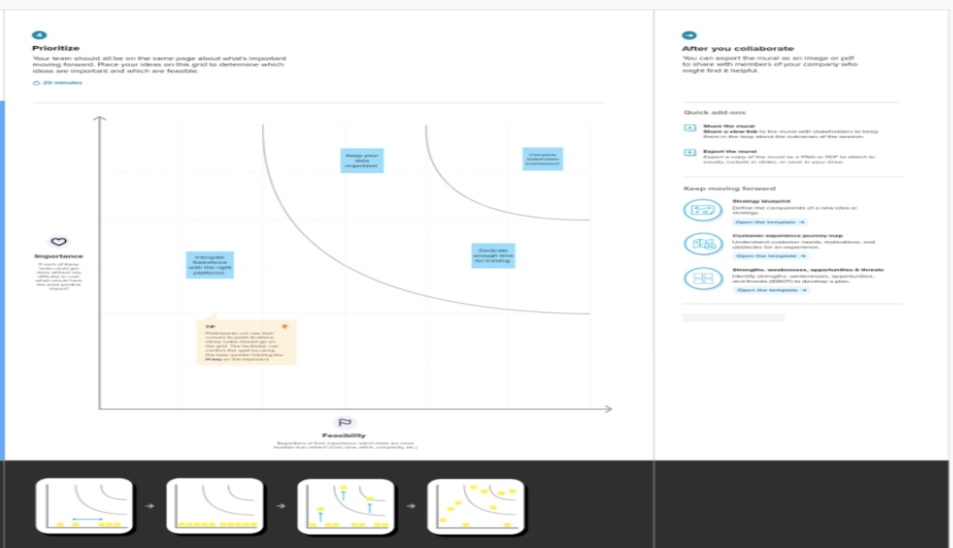 4
Prioritize
Your team should all be on the same page about what's important
moving forward. Place your ideas on this grid to determine which
ideas are important and which are feasible.
20 minutes
Keep your
data
organized
Complete
Integrate
Salesforce
with the right
platforms
Dedicate
enough time
for training
Importance
If each of these
tasks could get
done without any
difficulty or cost,
which would have
the most positive
impact?
TIP
Participants can use their
cursors to point at where
sticky notes should go on
the grid. The facilitator can
confirm the spot by using
the laser pointer holding the
H key on the keyboard.
Feasibility
Regardless of their importance, which tasks are more
feasible than others? (Cost, time, effort, complexity, etc.)
After you collaborate
You can export the mural as an image or pdf
to share with members of your company who
might find it helpful.
Quick add-ons
Share the mural
Share a view link to the mural with stakeholders to keep
them in the loop about the outcomes of the session.
Export the mural
Export a copy of the mural as a PNG or PDF to attach to
emails, include in slides, or save in your drive.
Keep moving forward
Strategy blueprint
Define the components of a new idea or
strategy.
Open the template →
Customer experience journey map
Understand customer needs, motivations, and
obstacles for an experience.
Open the template →
Strengths, weaknesses, opportunities & threats
Identify strengths, weaknesses, opportunities,
and threats (SWOT) to develop a plan.
Open the template →